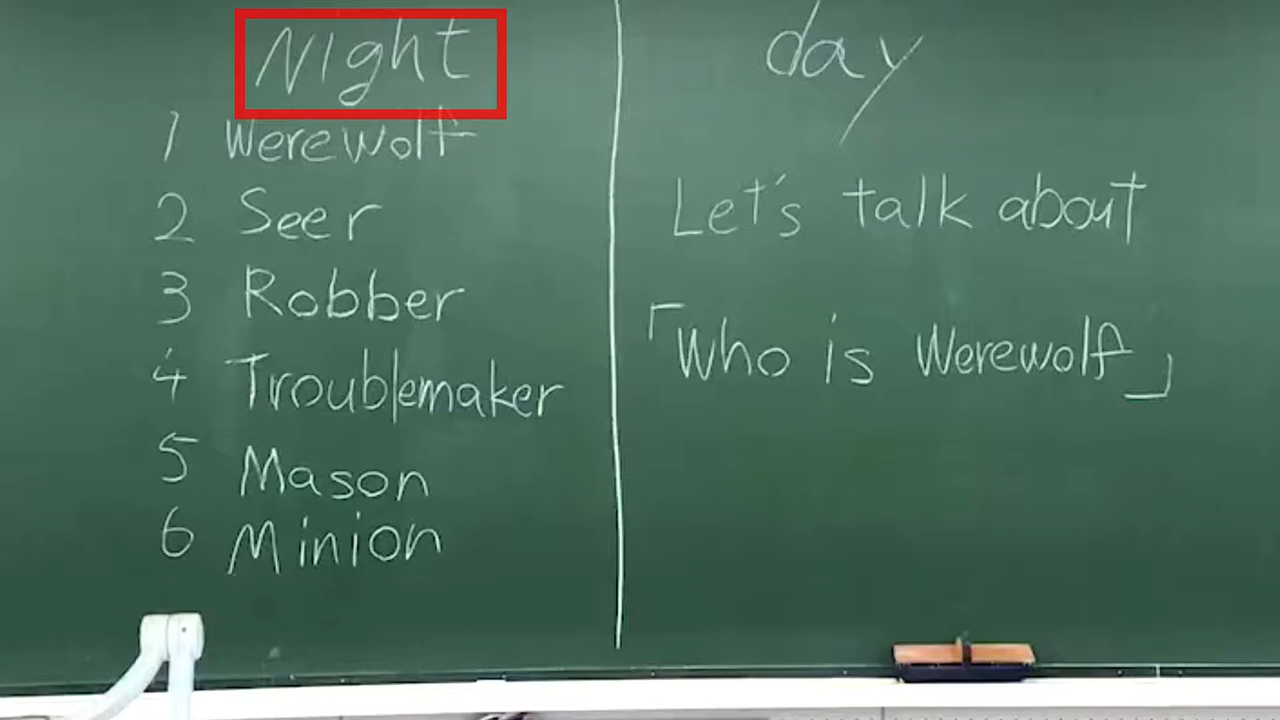 Night
1 Werewolf
2 Seer
3 Robber
4 Troublemaker
5 Mason
6 Minion
day
Let's talk about
「Who is Werewolf」